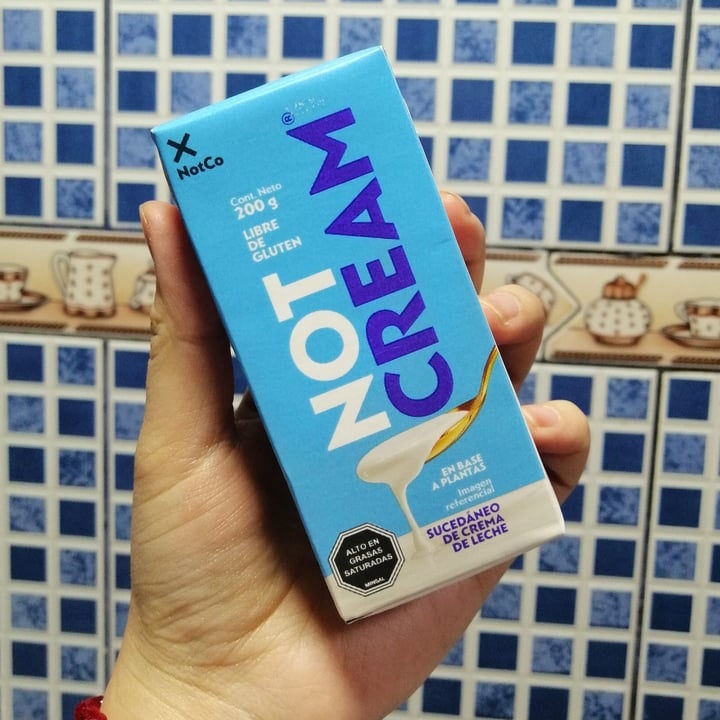 NotCo
Cont. Neto
200 g
LIBRE
DE
GLUTEN
NOT
CREAM®
EN BASE
A PLANTAS
Imagen
referencial
SUCEDÁNEO
DE CREMA
DE LECHE
ALTO EN
GRASAS
SATURADAS
MINSAL